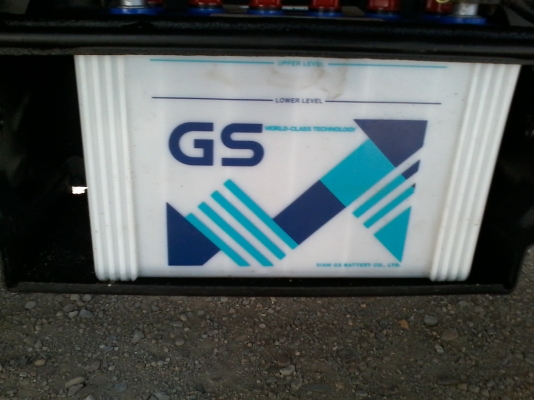 UPPER LEVEL
LOWER LEVEL
GS WORLD-CLASS TECHNOLOGY
SIAM GS BATTERY CO., LTD.